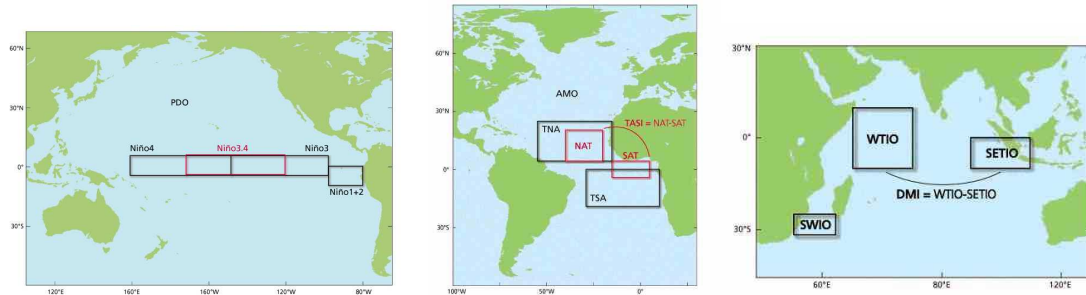 60°N
30°N
0°
30°S
PDO
Niño4
Niño3.4
Niño3
Niño1+2
120°E
160°E
-160°W
-120°W
80°W
60°N
30°N
0°
30°S
AMO
TNA
TASI = NAT-SAT
NAT
SAT
TSA
100°W
-50°W
0°
30°N
0°
30°S
WTIO
SETIO
DMI = WTIO-SETIO
SWIO
60°E
80°E
120°E